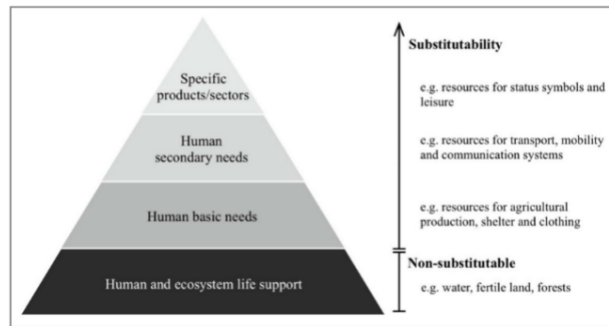 Substitutability
Specific
products/sectors
e.g. resources for status symbols and
leisure
Human
secondary needs
e.g. resources for transport, mobility
and communication systems
Human basic needs
e.g. resources for agricultural
production, shelter and clothing
Non-substitutable
Human and ecosystem life support
e.g. water, fertile land, forests